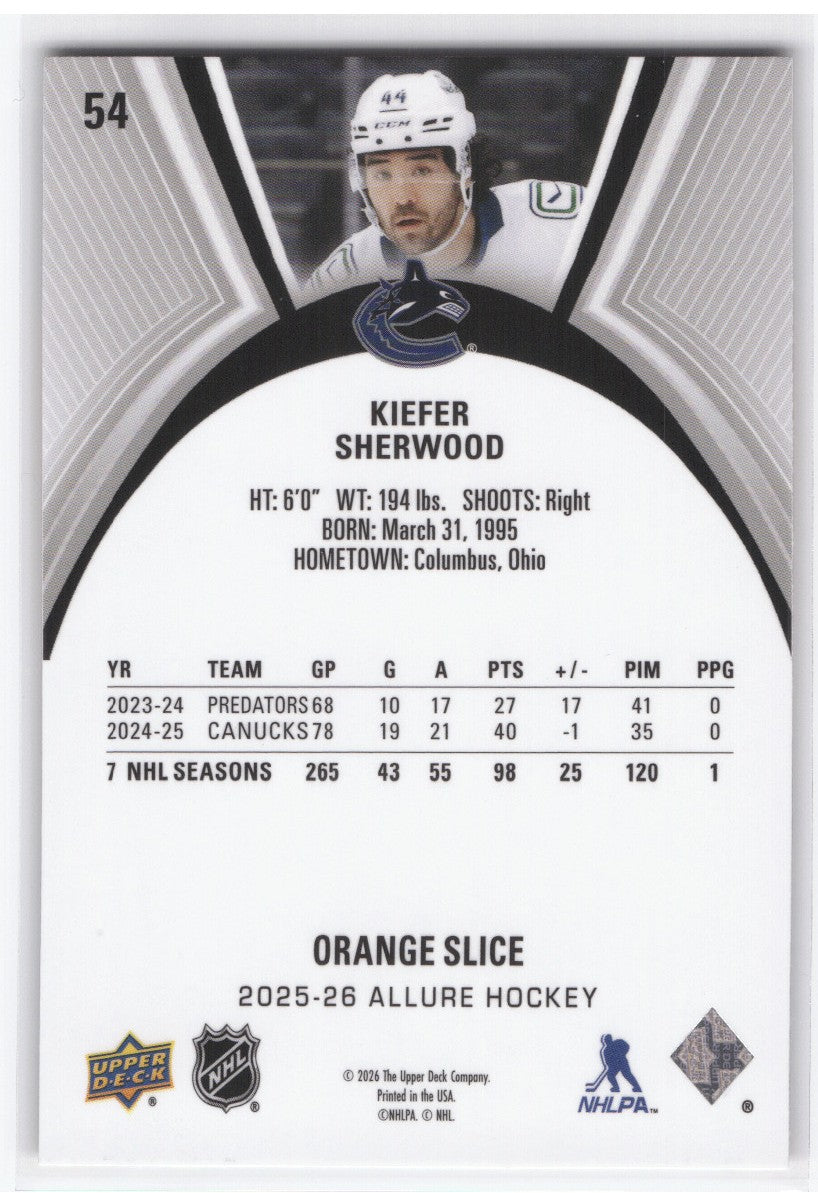 54
44
CCM
®
KIEFER
SHERWOOD
HT: 6'0" WT: 194 lbs. SHOOTS: Right
BORN: March 31, 1995
HOMETOWN: Columbus, Ohio
YR TEAM GP G A PTS +/- PIM PPG
2023-24 PREDATORS 68 10 17 27 17 41 0
2024-25 CANUCKS 78 19 21 40 -1 35 0
7 NHL SEASONS 265 43 55 98 25 120 1
ORANGE SLICE
2025-26 ALLURE HOCKEY
UPPER
D·E·C·K
®
NHL
®
© 2026 The Upper Deck Company.
Printed in the USA.
©NHLPA. © NHL.
NHLPA™
®